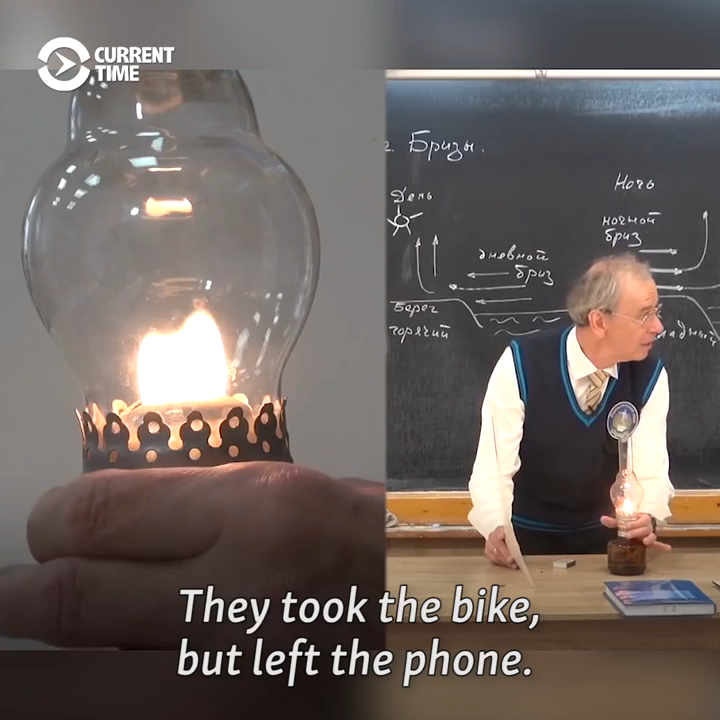 CURRENT
TIME
2. Бризы.
День
Ночь
ночной
бриз
дневной
бриз
Берег
горячий
They took the bike,
but left the phone.